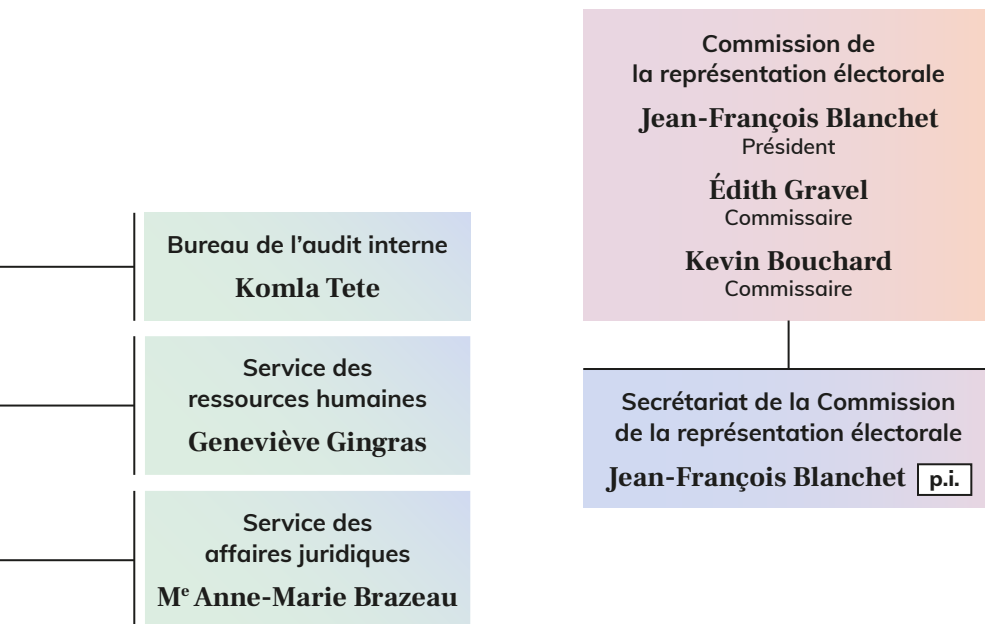 Commission de
la représentation électorale
Jean-François Blanchet
Président
Édith Gravel
Commissaire
Kevin Bouchard
Commissaire
Bureau de l’audit interne
Komla Tete
Service des
ressources humaines
Geneviève Gingras
Service des
affaires juridiques
Me Anne-Marie Brazeau
Secrétariat de la Commission
de la représentation électorale
Jean-François Blanchet p.i.